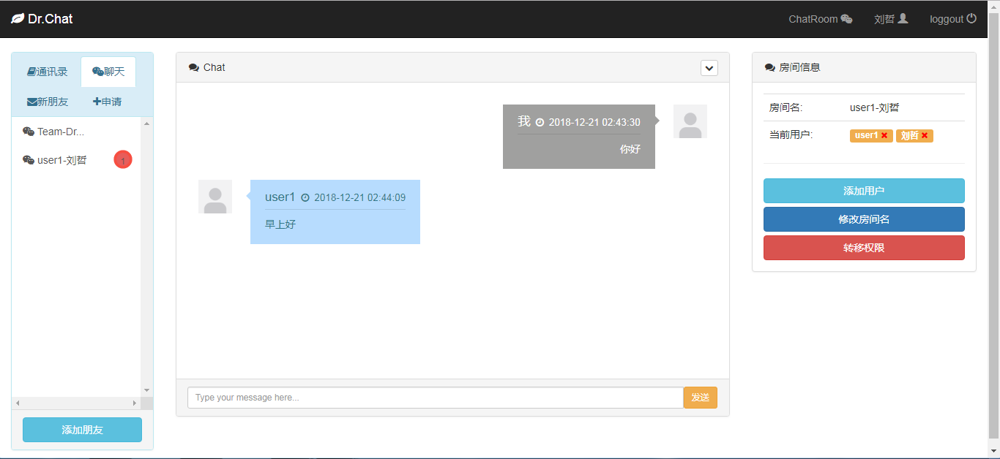 Dr.Chat
ChatRoom
刘哲
loggout
通讯录
聊天
新朋友
申请
Team-Dr...
user1-刘哲
1
添加朋友
Chat
我 2018-12-21 02:43:30
你好
user1 2018-12-21 02:44:09
早上好
Type your message here...
发送
房间信息
房间名: user1-刘哲
当前用户: user1 刘哲
添加用户
修改房间名
转移权限